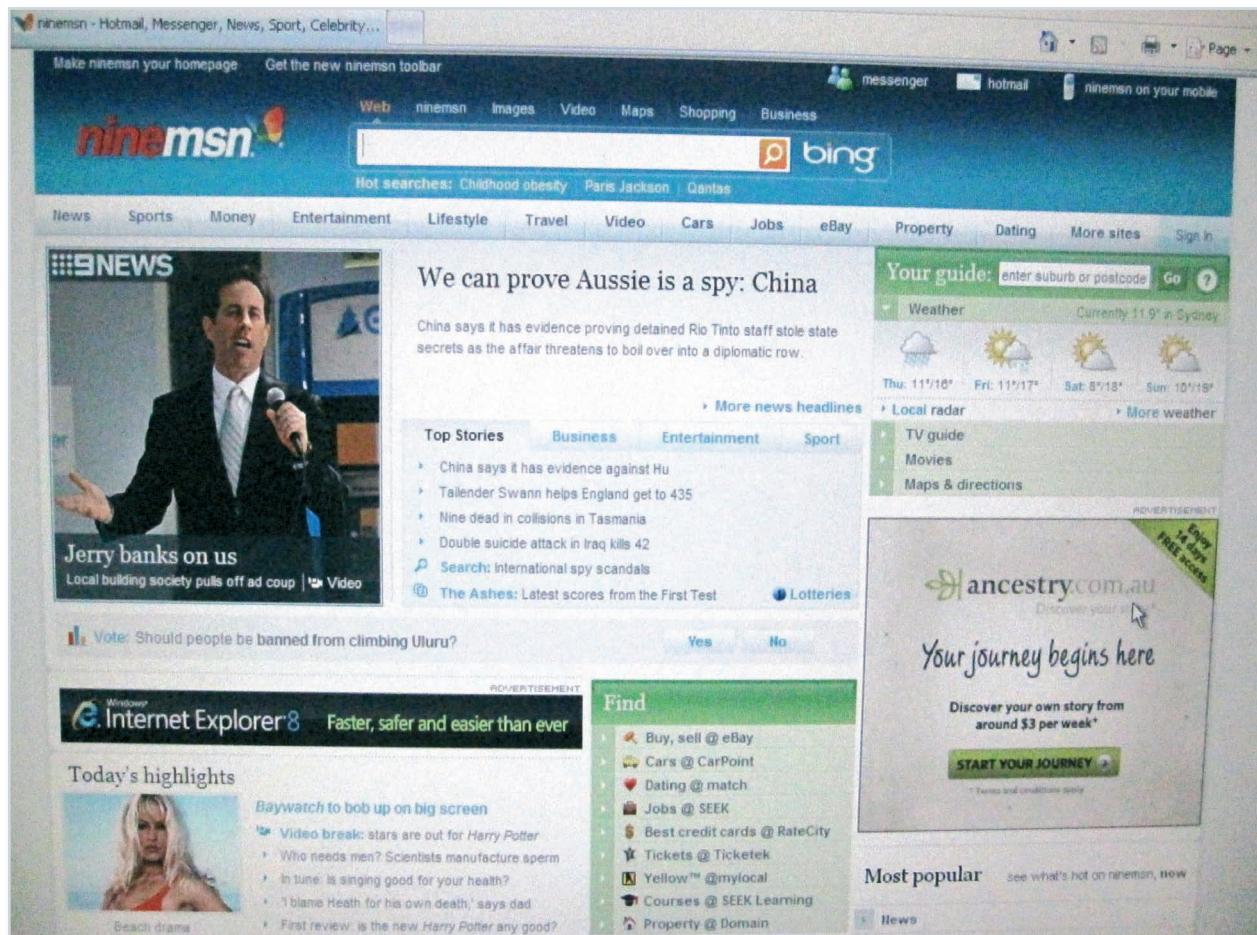 ninemsn - Hotmail, Messenger, News, Sport, Celebrity...
Page
Make ninemsn your homepage Get the new ninemsn toolbar
messenger hotmail ninemsn on your mobile
ninemsn
Web ninemsn Images Video Maps Shopping Business
bing
Hot searches: Childhood obesity Paris Jackson Qantas
News Sports Money Entertainment Lifestyle Travel Video Cars Jobs eBay Property Dating More sites Sign In
9NEWS
Jerry banks on us
Local building society pulls off ad coup | Video
We can prove Aussie is a spy: China
China says it has evidence proving detained Rio Tinto staff stole state
secrets as the affair threatens to boil over into a diplomatic row.
More news headlines
Top Stories Business Entertainment Sport
China says it has evidence against Hu
Tailender Swann helps England get to 435
Nine dead in collisions in Tasmania
Double suicide attack in Iraq kills 42
Search: International spy scandals
The Ashes: Latest scores from the First Test Lotteries
Your guide: enter suburb or postcode Go ?
Weather Currently 11.9° in Sydney
Thu: 11°/16° Fri: 11°/17° Sat: 8°/18° Sun: 10°/18°
Local radar More weather
TV guide
Movies
Maps & directions
Vote: Should people be banned from climbing Uluru? Yes No
ADVERTISEMENT
Enjoy
14 days
FREE access
ancestry.com.au
Discover your
Your journey begins here
Discover your own story from
around $3 per week*
START YOUR JOURNEY
* Terms and conditions apply
ADVERTISEMENT
Windows
Internet Explorer 8 Faster, safer and easier than ever
Today's highlights
Beach drama
Baywatch to bob up on big screen
Video break: stars are out for Harry Potter
Who needs men? Scientists manufacture sperm
In tune: is singing good for your health?
'I blame Heath for his own death,' says dad
First review: is the new Harry Potter any good?
Find
Buy, sell @ eBay
Cars @ CarPoint
Dating @ match
Jobs @ SEEK
Best credit cards @ RateCity
Tickets @ Ticketek
Yellow™ @mylocal
Courses @ SEEK Learning
Property @ Domain
Most popular see what's hot on ninemsn, now
News